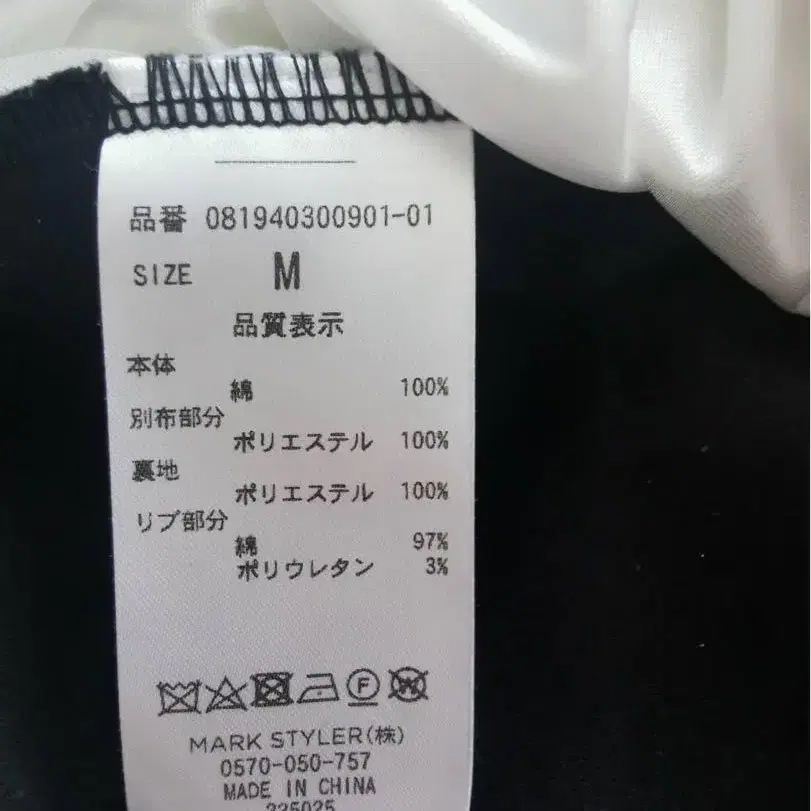 品番 081940300901-01
SIZE M
品質表示
本体
綿 100%
別布部分
ポリエステル 100%
裏地
ポリエステル 100%
リブ部分
綿 97%
ポリウレタン 3%
F W
MARK STYLER(株)
0570-050-757
MADE IN CHINA
225025